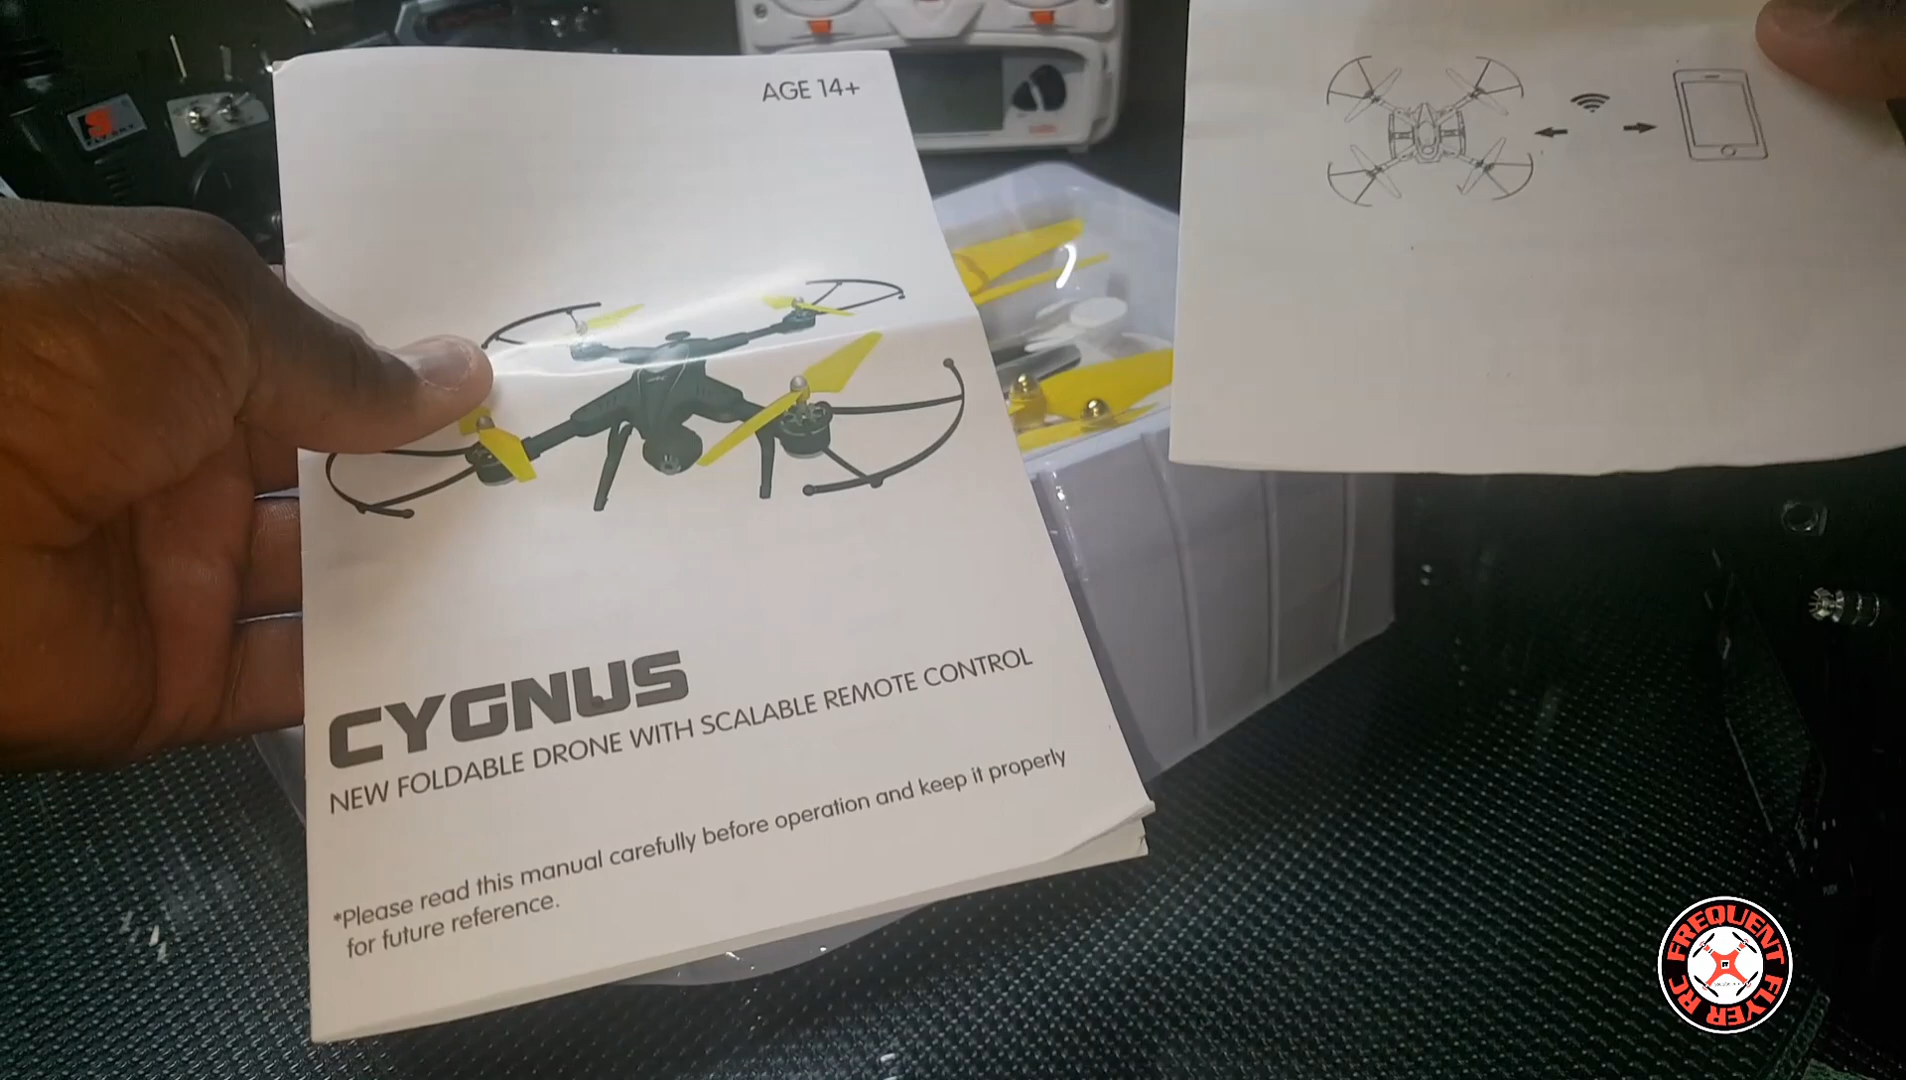 AGE 14+
CYGNUS
NEW FOLDABLE DRONE WITH SCALABLE REMOTE CONTROL
*Please read this manual carefully before operation and keep it properly
for future reference.
FREQUENT FLYER RC